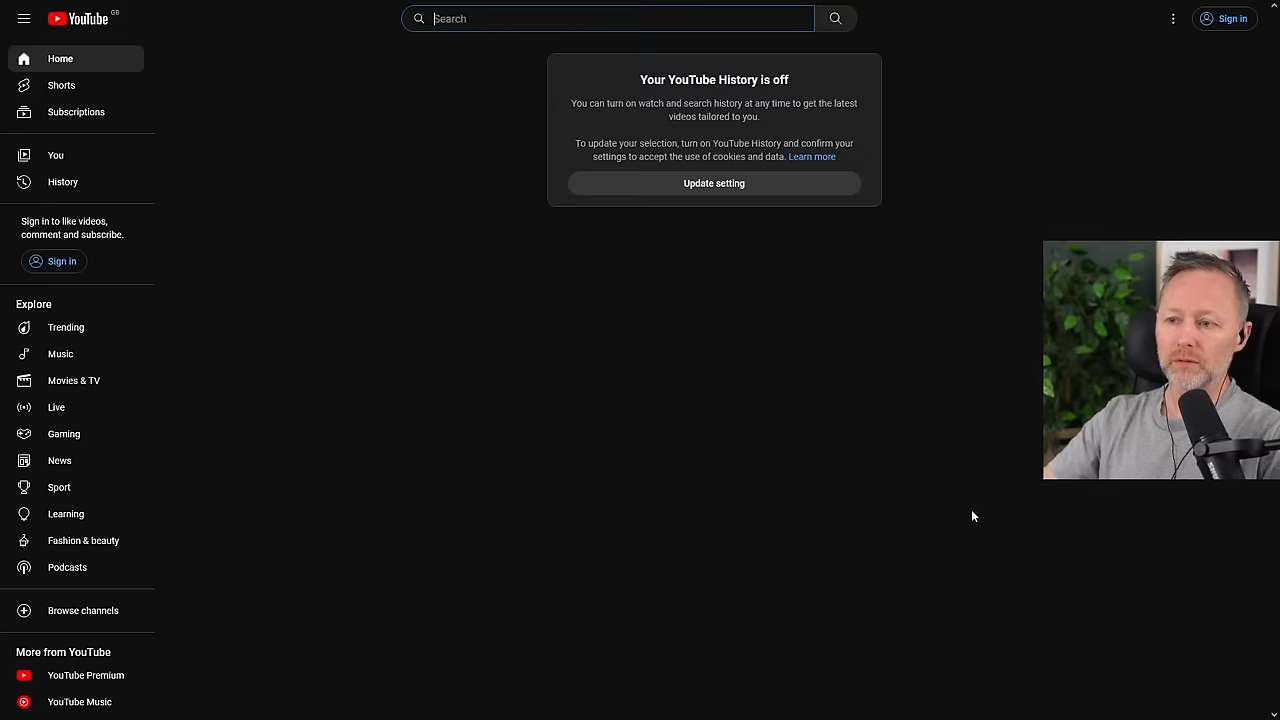 YouTube GB
Search
Sign in
Home
Shorts
Subscriptions
You
History
Sign in to like videos,
comment and subscribe.
Sign in
Explore
Trending
Music
Movies & TV
Live
Gaming
News
Sport
Learning
Fashion & beauty
Podcasts
Browse channels
More from YouTube
YouTube Premium
YouTube Music
Your YouTube History is off
You can turn on watch and search history at any time to get the latest
videos tailored to you.
To update your selection, turn on YouTube History and confirm your
settings to accept the use of cookies and data. Learn more
Update setting